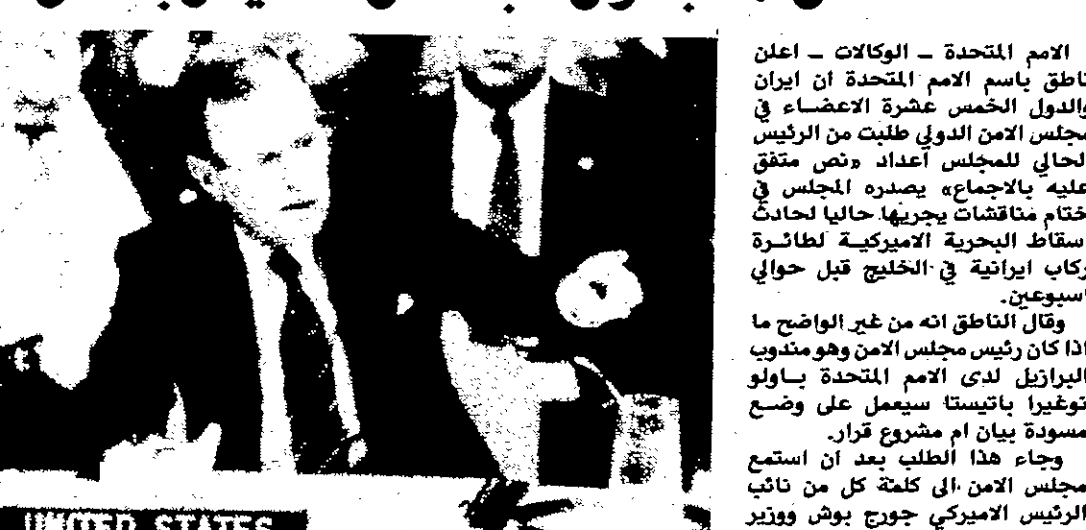 الامم المتحدة ــ الوكالات ــ اعلن
ناطق باسم الامم المتحدة ان ايران
والدول الخمس عشرة الاعضاء في
مجلس الامن الدولي طلبت من الرئيس
الحالي للمجلس اعداد «نص متفق
عليه بالاجماع» يصدره المجلس في
ختام مناقشات يجريها حاليا لحادث
اسقاط البحرية الاميركية لطائرة
ركاب ايرانية في الخليج قبل حوالي
اسبوعين.
وقال الناطق انه من غير الواضح ما
اذا كان رئيس مجلس الامن وهو مندوب
البرازيل لدى الامم المتحدة باولو
نوغيرا باتيستا سيعمل على وضع
مسودة بيان ام مشروع قرار.
وجاء هذا الطلب بعد ان استمع
مجلس الامن الى كلمة كل من نائب
الرئيس الاميركي جورج بوش ووزير
UNITED STATES